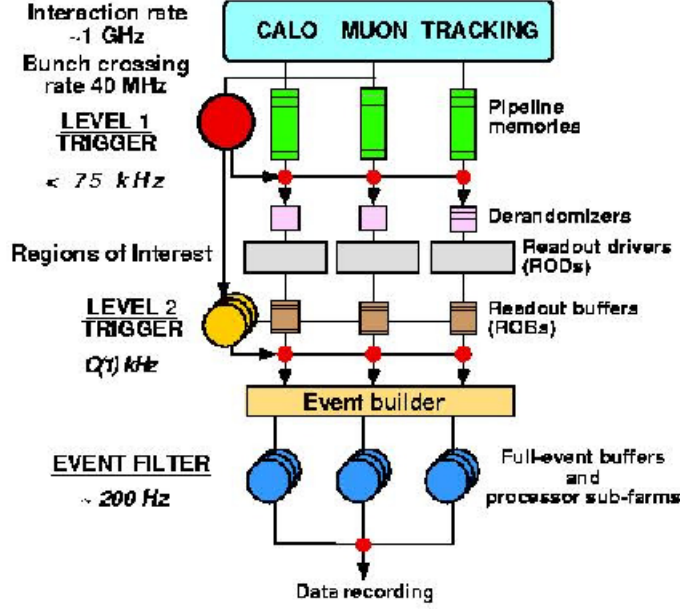 Interaction rate
~1 GHz
CALO MUON TRACKING
Bunch crossing
rate 40 MHz
Pipeline
memories
LEVEL 1
TRIGGER
< 75 kHz
Derandomizers
Regions of Interest
Readout drivers
(RODs)
LEVEL 2
TRIGGER
Readout buffers
(ROBs)
O(1) kHz
Event builder
EVENT FILTER
~ 200 Hz
Full-event buffers
and
processor sub-farms
Data recording